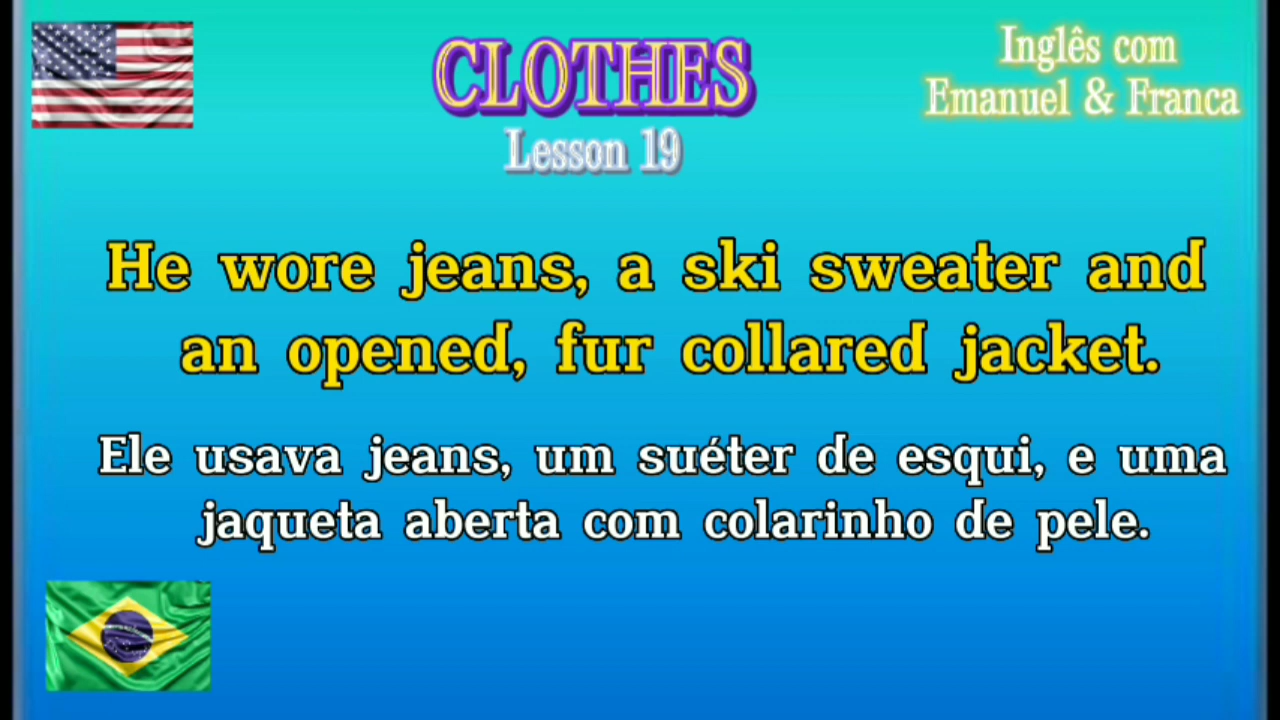 CLOTHES
Lesson 19
Inglês com
Emanuel & Franca
He wore jeans, a ski sweater and
an opened, fur collared jacket.
Ele usava jeans, um suéter de esqui, e uma
jaqueta aberta com colarinho de pele.